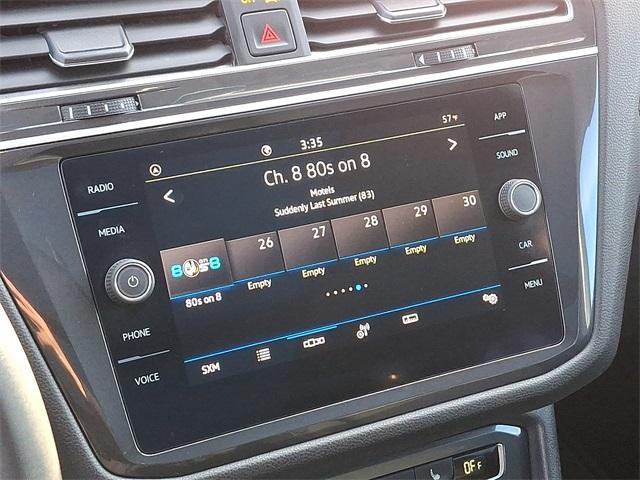 57°F
APP
3:35
RADIO
Ch. 8 80s on 8
SOUND
Motels
MEDIA
Suddenly Last Summer (83)
8 on 8
80s on 8
26
Empty
27
Empty
28
Empty
29
Empty
30
Empty
CAR
MENU
PHONE
VOICE
SXM
OFF